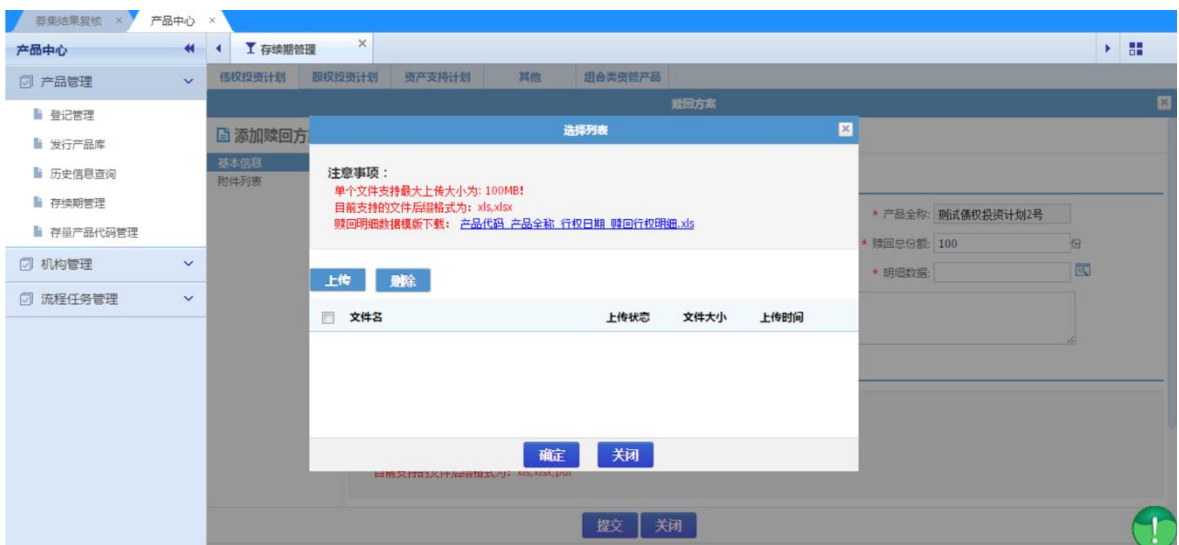 募集结果复核 ×
产品中心 ×
产品中心
存续期管理 ×
产品管理
登记管理
发行产品库
历史信息查询
存续期管理
存量产品代码管理
机构管理
流程任务管理
债权投资计划 股权投资计划 资产支持计划 其他 组合类资管产品
赎回方案
添加赎回方
基本信息
附件列表
选择列表
注意事项：
单个文件支持最大上传大小为: 100MB!
目前支持的文件后缀格式为: xls,xlsx
赎回明细数据模版下载: 产品代码_产品全称_行权日期_赎回行权明细.xls
上传 删除
文件名 上传状态 文件大小 上传时间
确定 关闭
* 产品全称: 测试债权投资计划2号
* 赎回总份额: 100 份
* 明细数据:
目前支持的文件后缀格式为: xls,xlsx,pdf
提交 关闭